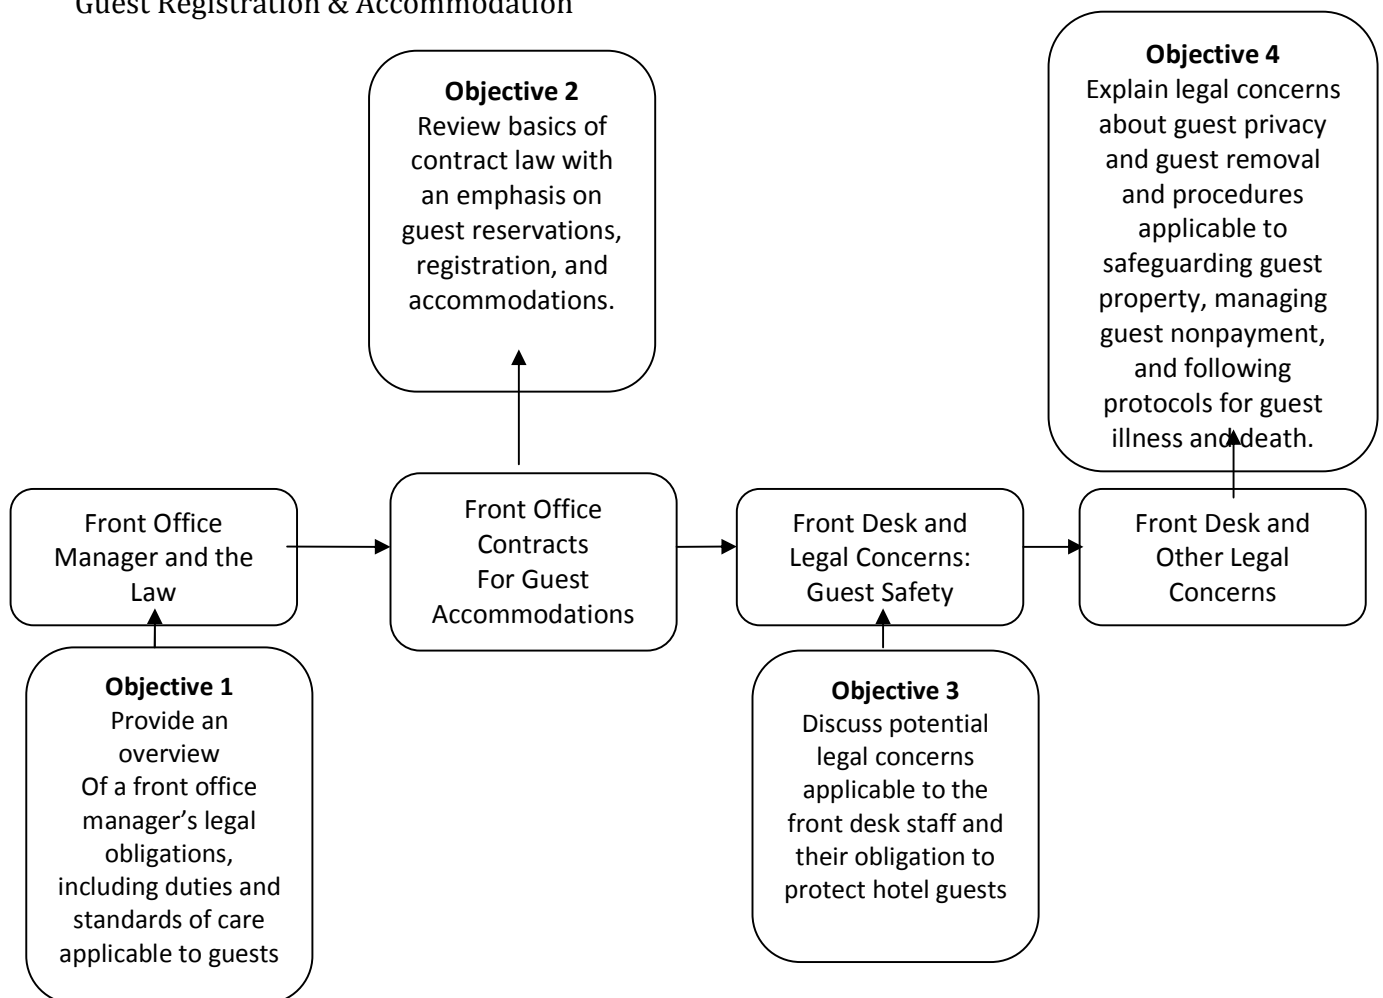 Guest Registration & Accommodation
Objective 2
Review basics of
contract law with
an emphasis on
guest reservations,
registration, and
accommodations.
Objective 4
Explain legal concerns
about guest privacy
and guest removal
and procedures
applicable to
safeguarding guest
property, managing
guest nonpayment,
and following
protocols for guest
illness and death.
Front Office
Manager and the
Law
Front Office
Contracts
For Guest
Accommodations
Front Desk and
Legal Concerns:
Guest Safety
Front Desk and
Other Legal
Concerns
Objective 1
Provide an
overview
Of a front office
manager’s legal
obligations,
including duties and
standards of care
applicable to guests
Objective 3
Discuss potential
legal concerns
applicable to the
front desk staff and
their obligation to
protect hotel guests